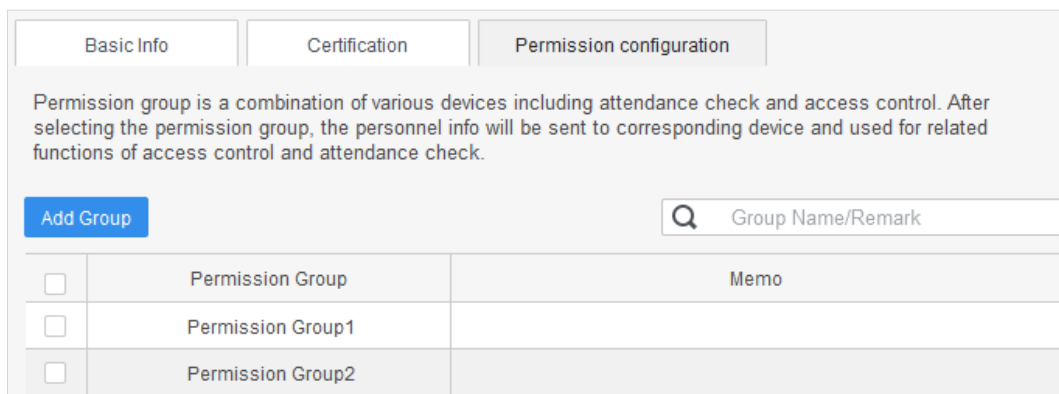 Basic Info Certification Permission configuration
Permission group is a combination of various devices including attendance check and access control. After
selecting the permission group, the personnel info will be sent to corresponding device and used for related
functions of access control and attendance check.
Add Group Group Name/Remark
Permission Group Memo
Permission Group1
Permission Group2